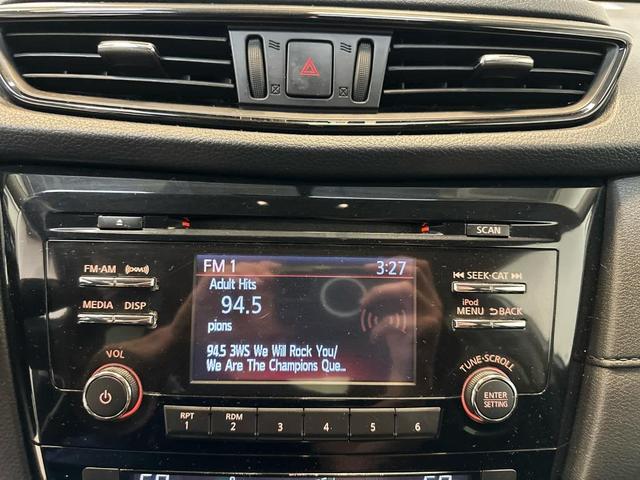 SCAN
FM-AM (XM)
MEDIA DISP
FM 1 3:27
Adult Hits
94.5
pions
94.5 3WS We Will Rock You/
We Are The Champions Que...
SEEK-CAT
iPod
MENU BACK
VOL
TUNE·SCROLL
ENTER
SETTING
RPT RDM
1 2 3 4 5 6